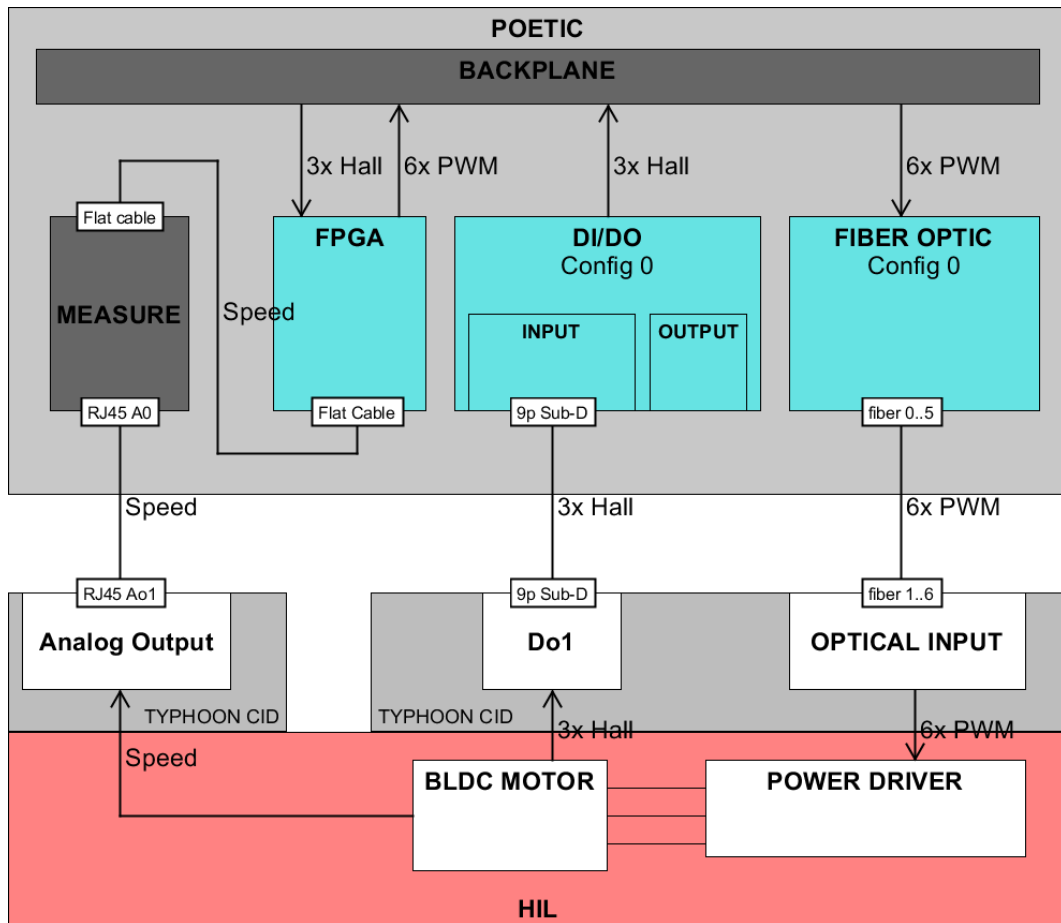 POETIC
BACKPLANE
3x Hall
6x PWM
3x Hall
6x PWM
Flat cable
MEASURE
RJ45 A0
Speed
FPGA
Flat Cable
DI/DO
Config 0
INPUT
OUTPUT
9p Sub-D
FIBER OPTIC
Config 0
fiber 0..5
Speed
3x Hall
6x PWM
RJ45 Ao1
Analog Output
TYPHOON CID
9p Sub-D
Do1
fiber 1..6
OPTICAL INPUT
TYPHOON CID
Speed
3x Hall
6x PWM
BLDC MOTOR
POWER DRIVER
HIL